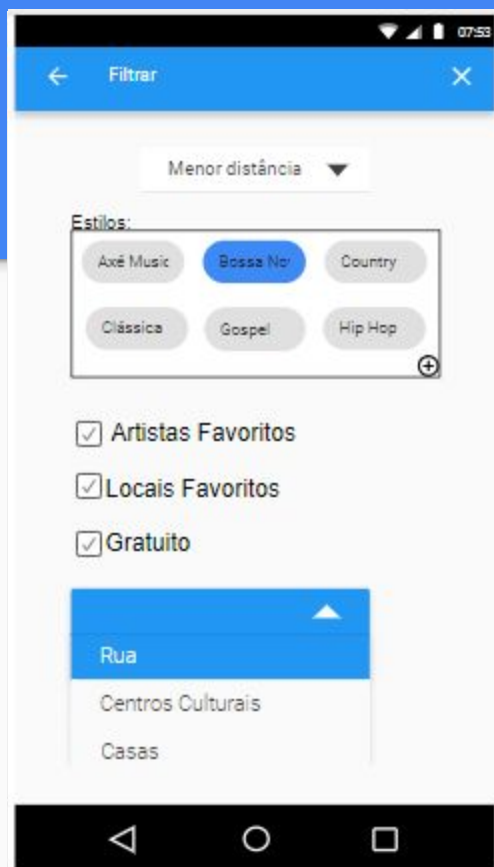 07:53
Filtrar
Menor distância
Estilos:
Axé Music Bossa Nov Country
Clássica Gospel Hip Hop
Artistas Favoritos
Locais Favoritos
Gratuito
Rua
Centros Culturais
Casas